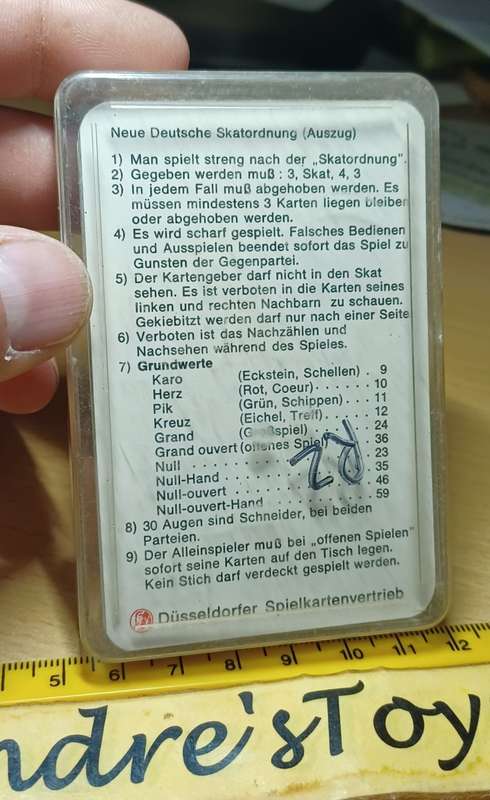 Neue Deutsche Skatordnung (Auszug)
1) Man spielt streng nach der „Skatordnung".
2) Gegeben werden muß : 3, Skat, 4, 3
3) In jedem Fall muß abgehoben werden. Es
müssen mindestens 3 Karten liegen bleiben
oder abgehoben werden.
4) Es wird scharf gespielt. Falsches Bedienen
und Ausspielen beendet sofort das Spiel zu
Gunsten der Gegenpartei.
5) Der Kartengeber darf nicht in den Skat
sehen. Es ist verboten in die Karten seines
linken und rechten Nachbarn zu schauen.
Gekiebitzt werden darf nur nach einer Seite
6) Verboten ist das Nachzählen und
Nachsehen während des Spieles.
7) Grundwerte
Karo (Eckstein, Schellen) . 9
Herz (Rot, Coeur) . . . . . . 10
Pik (Grün, Schippen) . . . 11
Kreuz (Eichel, Treff) . . . . 12
Grand (Großspiel) . . . . . 24
Grand ouvert (offenes Spiel) 36
Null . . . . . . . . . . 23
Null-Hand . . . . . . . . 35
Null-ouvert . . . . . . . . 46
Null-ouvert-Hand . . . . . . 59
8) 30 Augen sind Schneider, bei beiden
Parteien.
9) Der Alleinspieler muß bei „offenen Spielen"
sofort seine Karten auf den Tisch legen.
Kein Stich darf verdeckt gespielt werden.
Düsseldorfer Spielkartenvertrieb
5 6 7 8 9 10 11 12
ndre'sToy